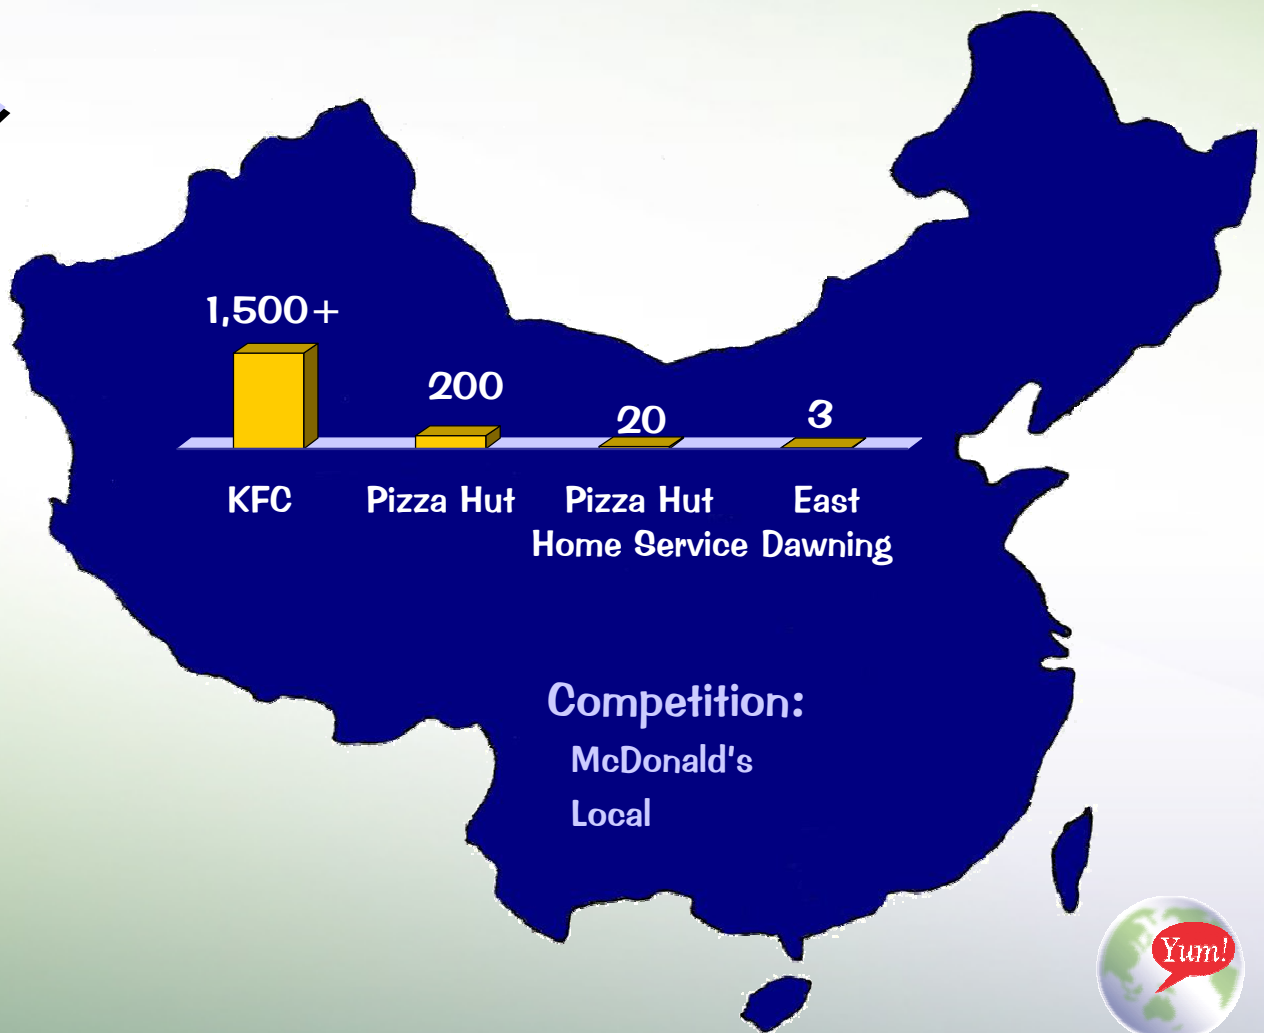 1,500+
200
20
3
KFC
Pizza Hut
Pizza Hut
Home Service
East
Dawning
Competition:
McDonald's
Local
Yum!